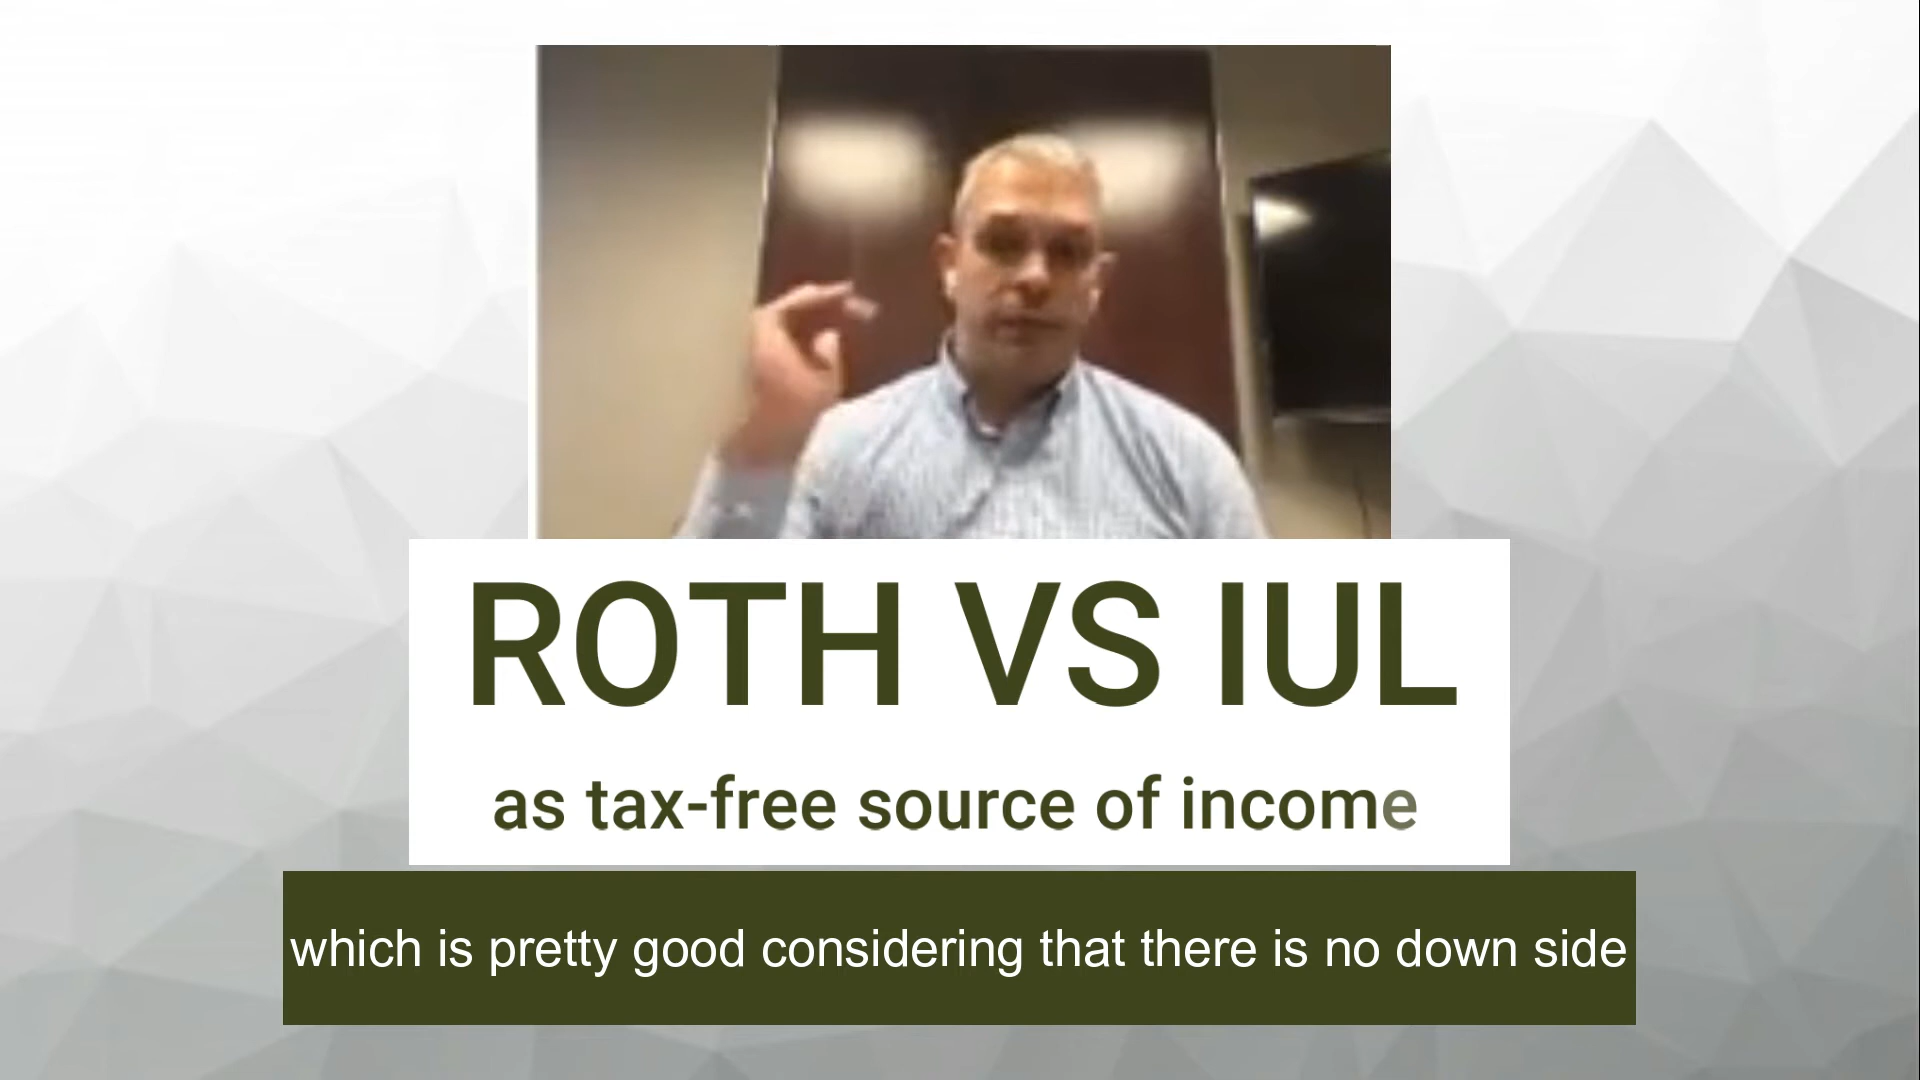 ROTH VS IUL
as tax-free source of income
which is pretty good considering that there is no down side